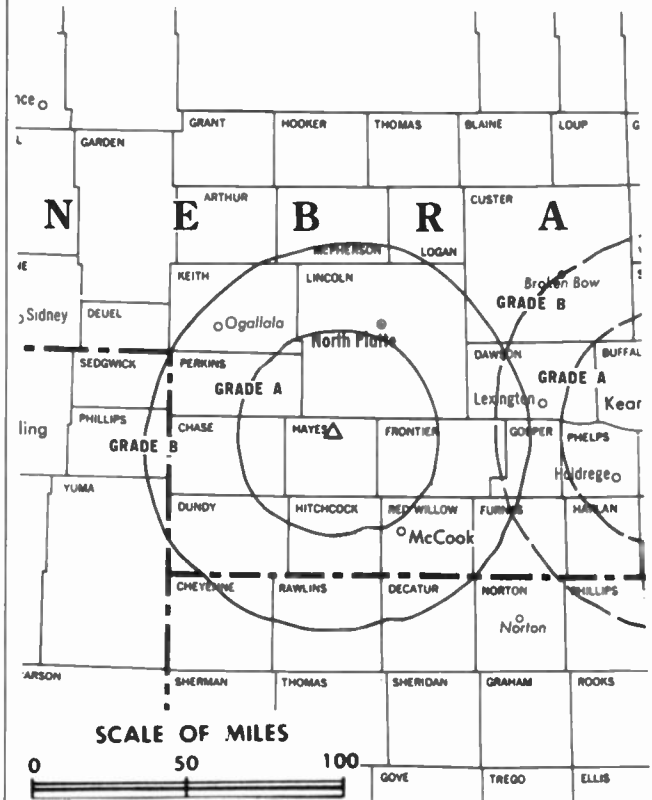 nce
GRANT HOOKER THOMAS BLAINE LOUP G
L GARDEN
ARTHUR CUSTER
N E B R A
McPHERSON LOGAN
KEITH LINCOLN
Broken Bow
GRADE B
Sidney DEUEL Ogallala
North Platte
SEDGWICK PERKINS DAWSON BUFFAL
GRADE A GRADE A
Lexington Kear
PHILLIPS
ling CHASE HAYES FRONTIER GOSPER PHELPS
GRADE B
Holdrege
YUMA
DUNDY HITCHCOCK RED WILLOW FURNAS HARLAN
McCook
CHEYENNE RAWLINS DECATUR NORTON PHILLIPS
Norton
ARSON SHERMAN THOMAS SHERIDAN GRAHAM ROOKS
SCALE OF MILES
0 50 100
GOVE TREGO ELLIS